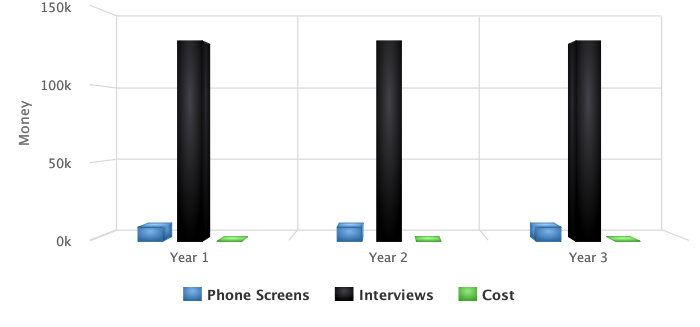 150k
100k
50k
0k
Money
Year 1
Year 2
Year 3
Phone Screens
Interviews
Cost